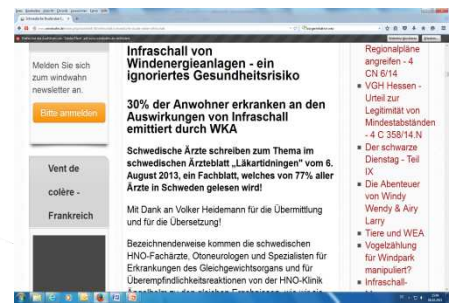 Melden Sie sich
zum windwahn
newsletter an.
Bitte anmelden
Vent de
colère -
Frankreich
Infraschall von
Windenergieanlagen - ein
ignoriertes Gesundheitsrisiko
30% der Anwohner erkranken an den
Auswirkungen von Infraschall
emittiert durch WKA
Schwedische Ärzte schreiben zum Thema im
schwedischen Ärzteblatt „Läkartidningen" vom 6.
August 2013, ein Fachblatt, welches von 77% aller
Ärzte in Schweden gelesen wird!
Mit Dank an Volker Heidemann für die Übermittlung
und für die Übersetzung!
Bezeichnenderweise kommen die schwedischen
HNO-Fachärzte, Otoneurologen und Spezialisten für
Erkrankungen des Gleichgewichtsorgans und für
Überempfindlichkeitsreaktionen von der HNO-Klinik
Regionalpläne
angreifen - 4
CN 6/14
VGH Hessen -
Urteil zur
Legitimität von
Mindestabständen
- 4 C 358/14.N
Der schwarze
Dienstag - Teil
IX
Die Abenteuer
von Windy
Wendy & Airy
Larry
Tiere und WEA
Vogelzählung
für Windpark
manipuliert?
Infraschall-